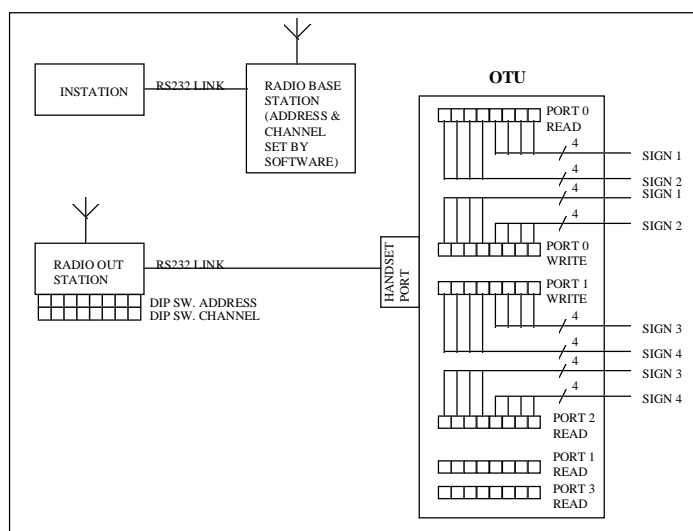 INSTATION
RS232 LINK
RADIO BASE
STATION
(ADDRESS &
CHANNEL
SET BY
SOFTWARE)
RADIO OUT
STATION
RS232 LINK
DIP SW. ADDRESS
DIP SW. CHANNEL
HANDSET
PORT
OTU
PORT 0
READ
4
SIGN 1
4
SIGN 2
4
SIGN 1
4
SIGN 2
PORT 0
WRITE
PORT 1
WRITE
4
SIGN 3
4
SIGN 4
4
SIGN 3
4
SIGN 4
PORT 2
READ
PORT 1
READ
PORT 3
READ